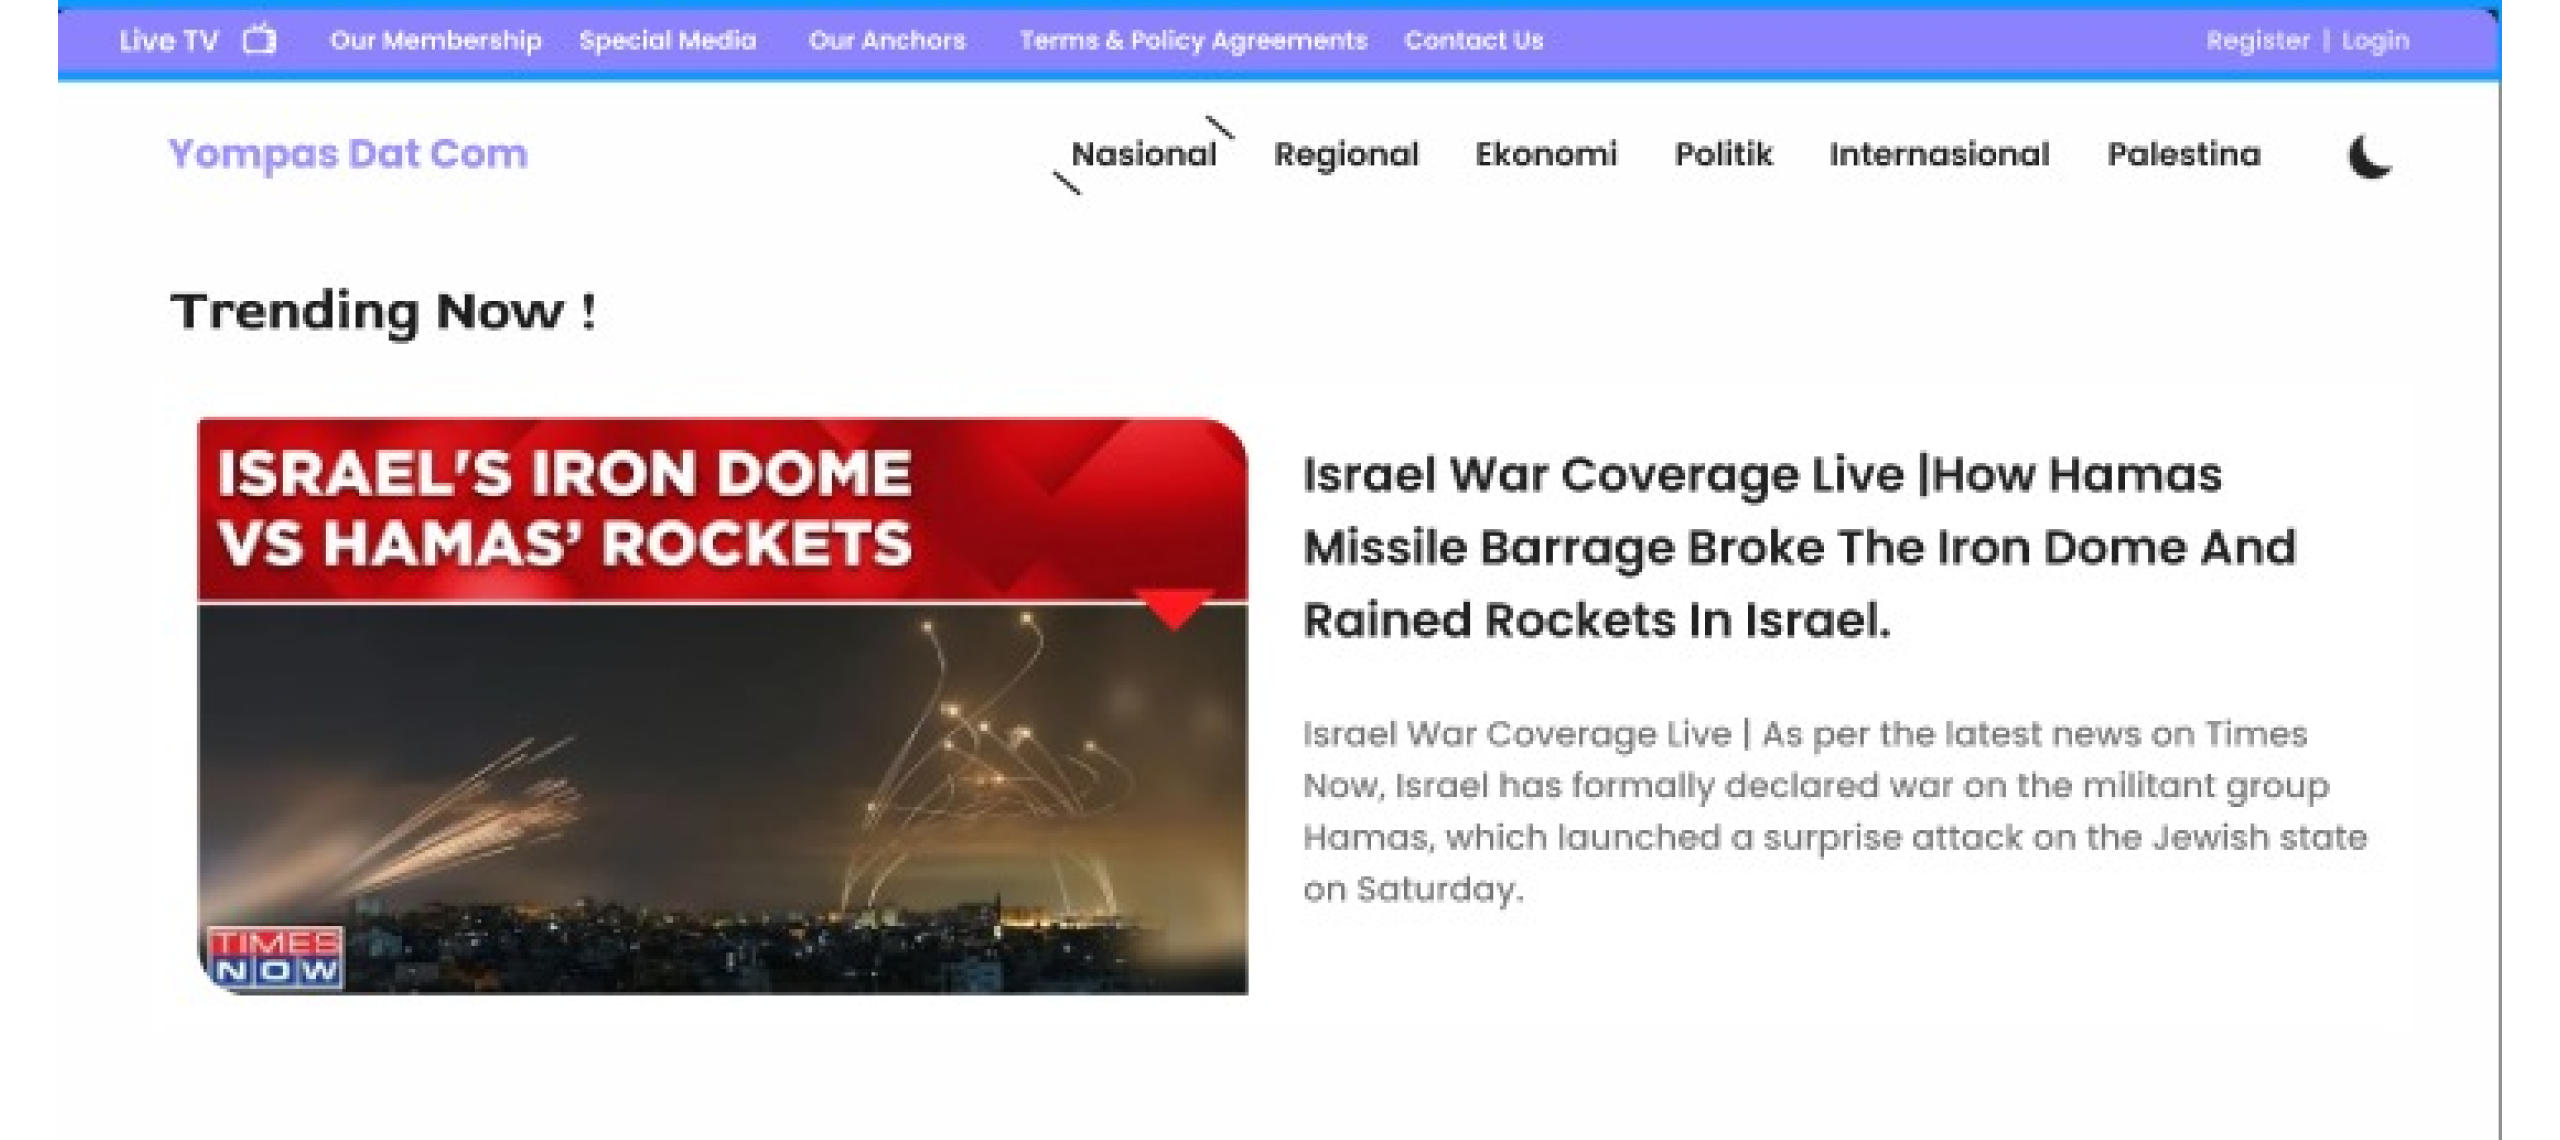 Live TV Our Membership Special Media Our Anchors Terms & Policy Agreements Contact Us Register | Login
Yompas Dat Com Nasional Regional Ekonomi Politik Internasional Palestina
Trending Now !
ISRAEL'S IRON DOME
VS HAMAS’ ROCKETS
TIMES
NOW
Israel War Coverage Live |How Hamas
Missile Barrage Broke The Iron Dome And
Rained Rockets In Israel.
Israel War Coverage Live | As per the latest news on Times
Now, Israel has formally declared war on the militant group
Hamas, which launched a surprise attack on the Jewish state
on Saturday.